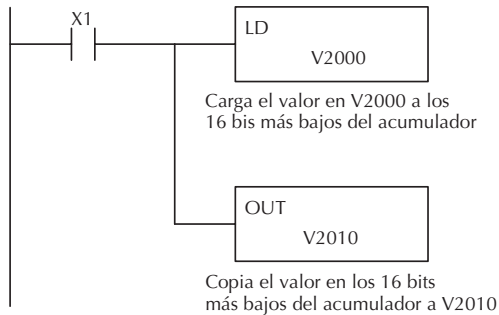 X1
LD
V2000
Carga el valor en V2000 a los
16 bis más bajos del acumulador
OUT
V2010
Copia el valor en los 16 bits
más bajos del acumulador a V2010